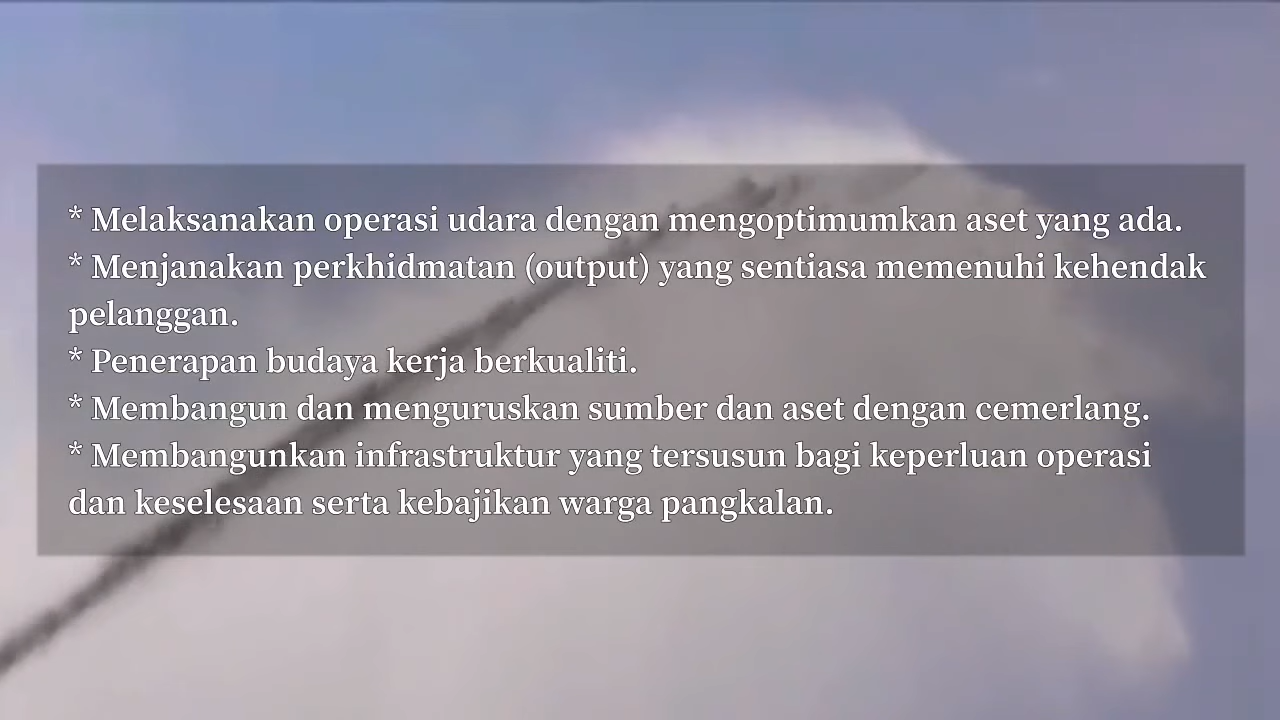 * Melaksanakan operasi udara dengan mengoptimumkan aset yang ada.
* Menjanakan perkhidmatan (output) yang sentiasa memenuhi kehendak
pelanggan.
* Penerapan budaya kerja berkualiti.
* Membangun dan menguruskan sumber dan aset dengan cemerlang.
* Membangunkan infrastruktur yang tersusun bagi keperluan operasi
dan keselesaan serta kebajikan warga pangkalan.